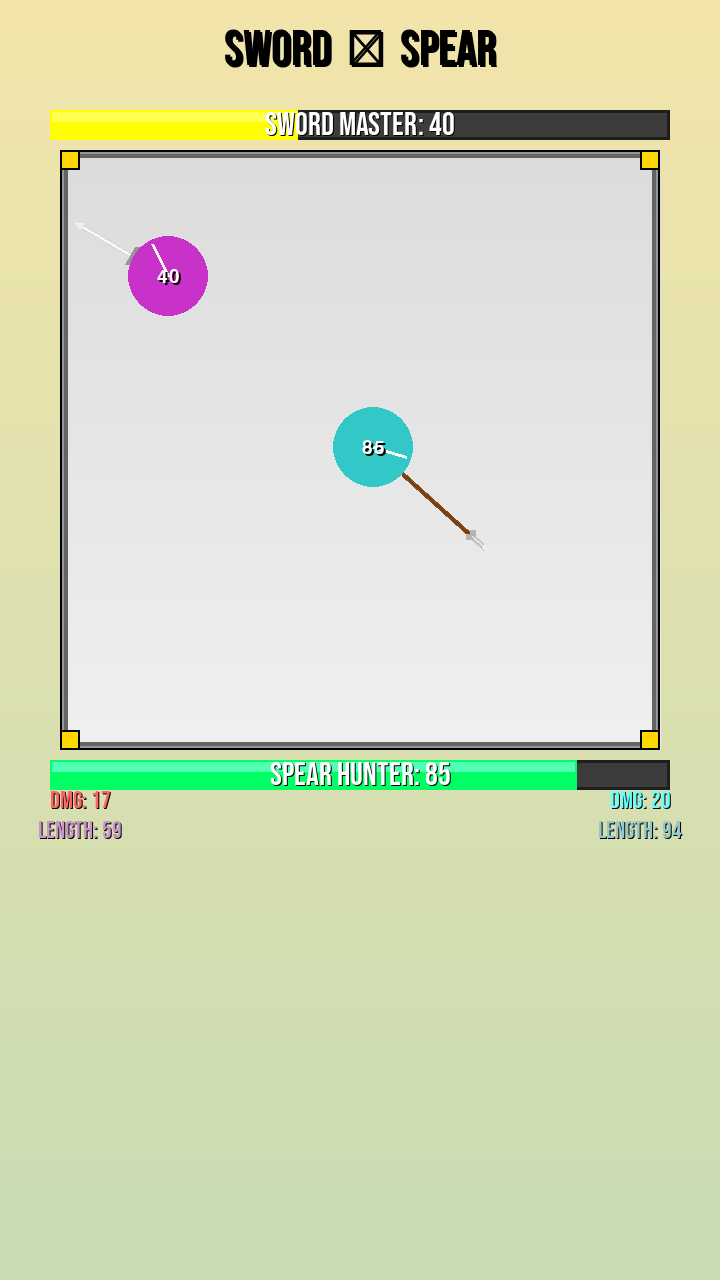 SWORD SPEAR
SWORD MASTER: 40
40
85
SPEAR HUNTER: 85
DMG: 17
DMG: 20
LENGTH: 59
LENGTH: 94